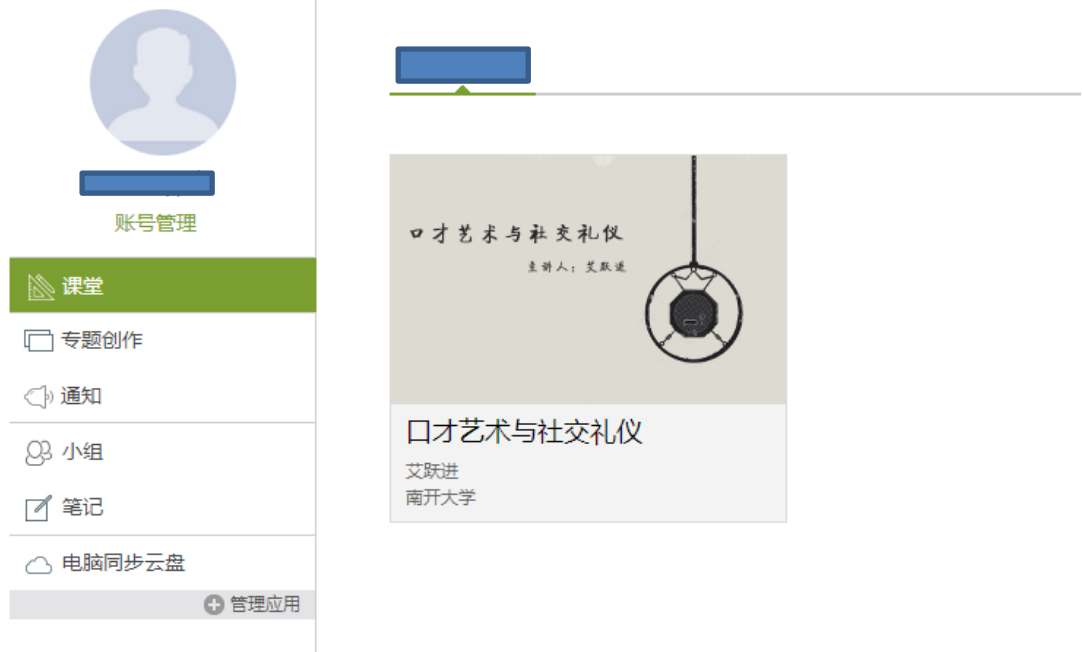 账号管理
课堂
专题创作
通知
小组
笔记
电脑同步云盘
管理应用
口才艺术与社交礼仪
主讲人：艾跃进
口才艺术与社交礼仪
艾跃进
南开大学